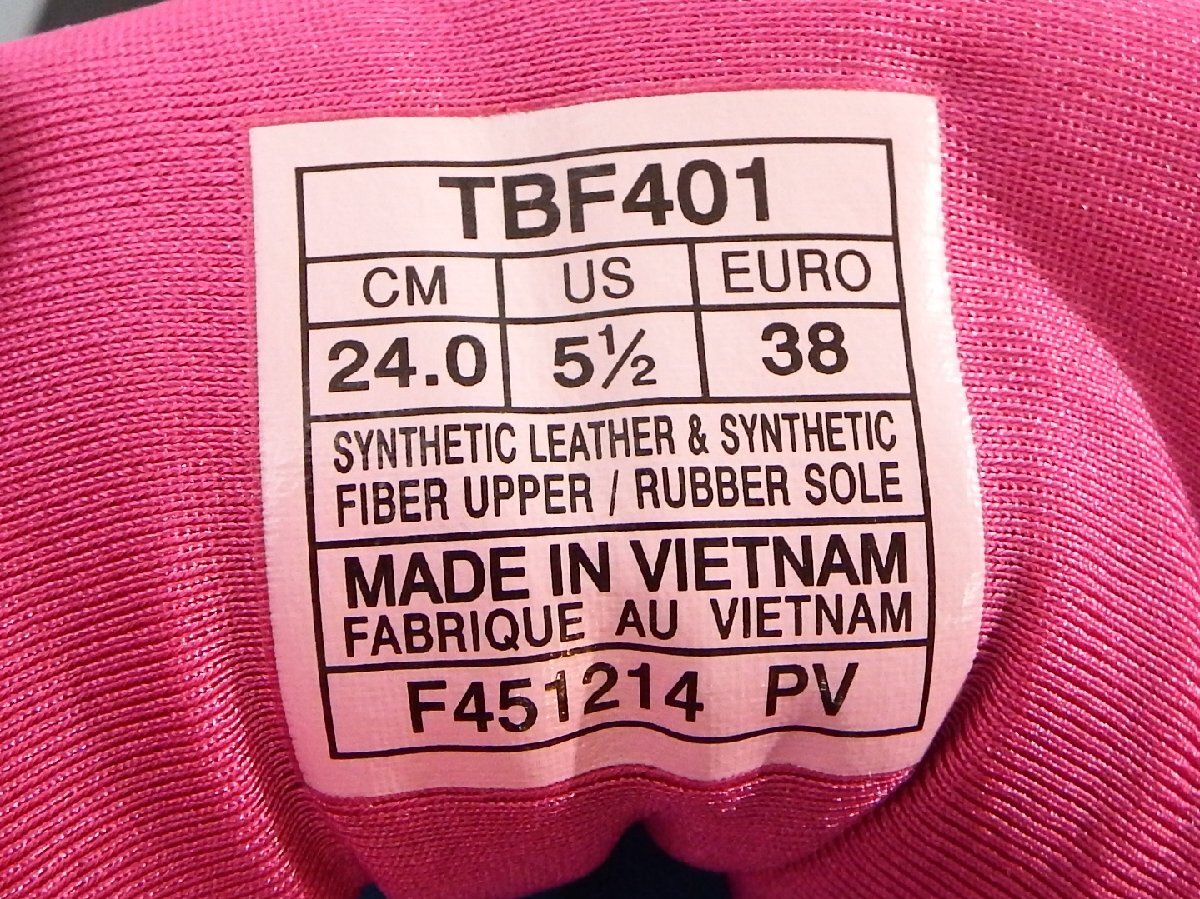 TBF401
CM US EURO
24.0 5½ 38
SYNTHETIC LEATHER & SYNTHETIC
FIBER UPPER / RUBBER SOLE
MADE IN VIETNAM
FABRIQUE AU VIETNAM
F451214 PV